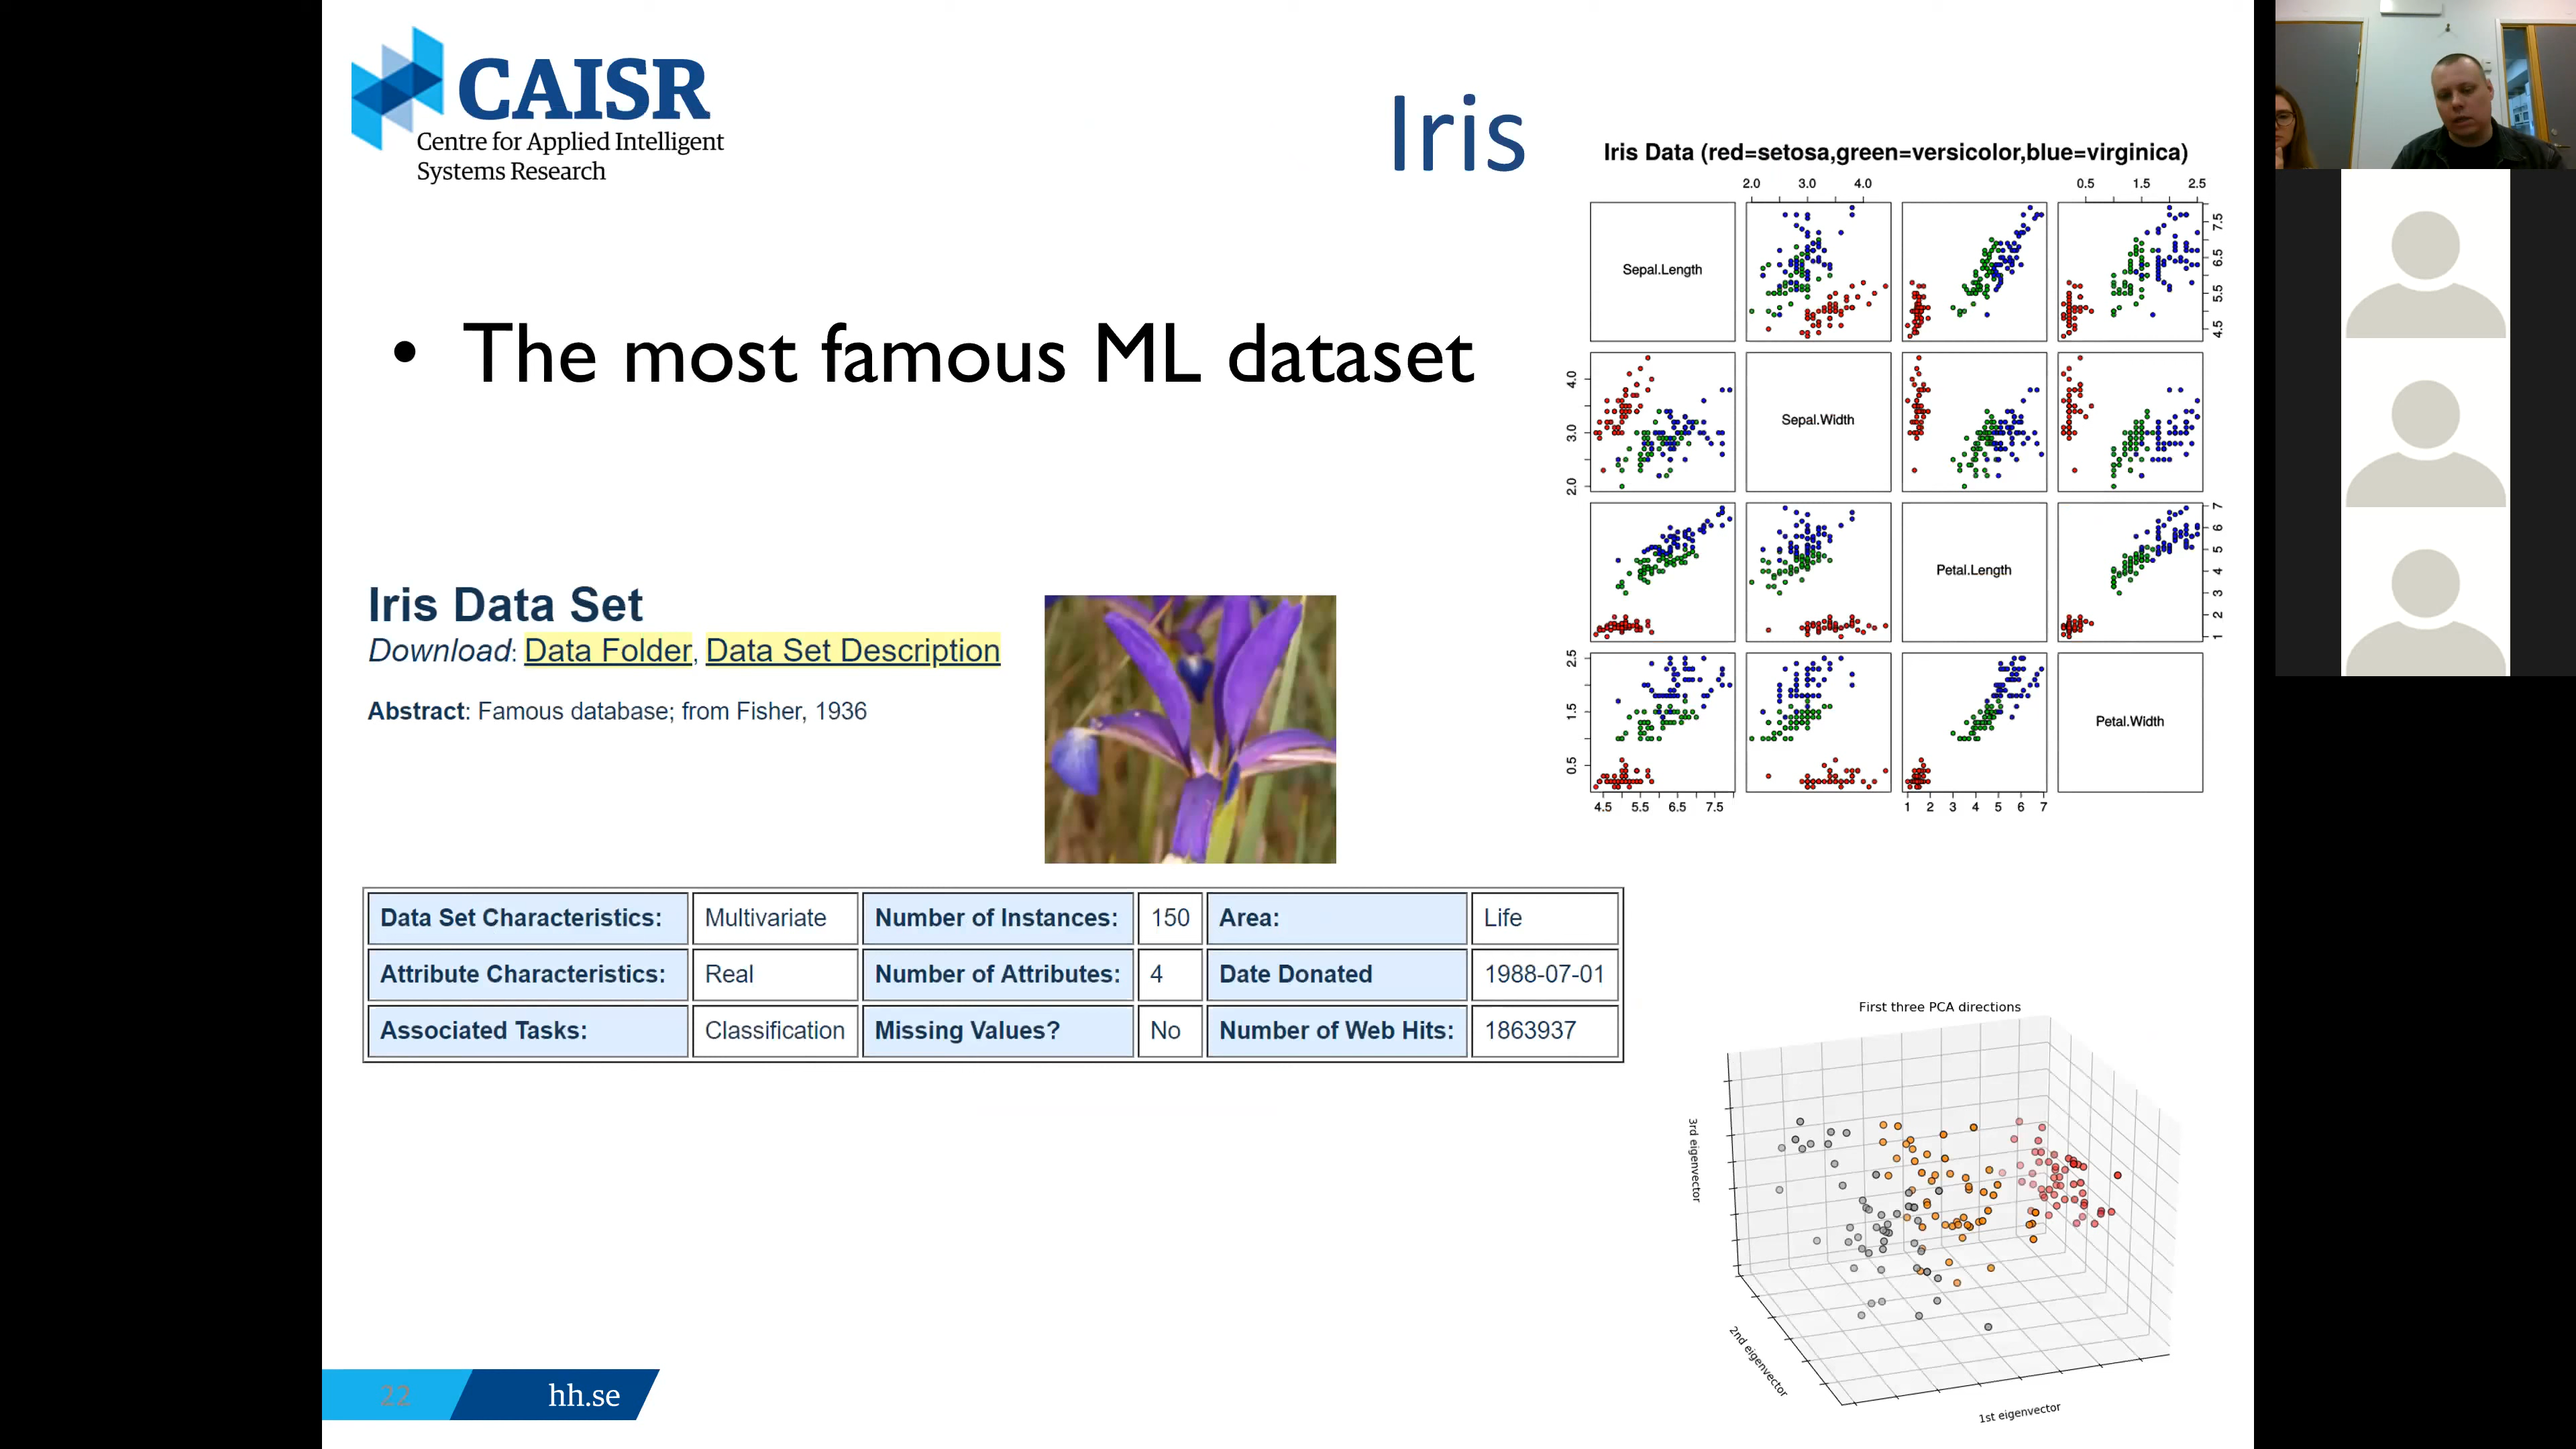 CAISR
Centre for Applied Intelligent
Systems Research
Iris
• The most famous ML dataset
Iris Data Set
Download: Data Folder, Data Set Description
Abstract: Famous database; from Fisher, 1936
Data Set Characteristics: Multivariate Number of Instances: 150 Area: Life
Attribute Characteristics: Real Number of Attributes: 4 Date Donated 1988-07-01
Associated Tasks: Classification Missing Values? No Number of Web Hits: 1863937
Iris Data (red=setosa,green=versicolor,blue=virginica)
2.0 3.0 4.0 0.5 1.5 2.5
Sepal.Length
4.5 5.5 6.5 7.5
2.0 3.0 4.0
Sepal.Width
Petal.Length
1 2 3 4 5 6 7
0.5 1.5 2.5
Petal.Width
4.5 5.5 6.5 7.5 1 2 3 4 5 6 7
First three PCA directions
3rd eigenvector
2nd eigenvector
1st eigenvector
22 hh.se